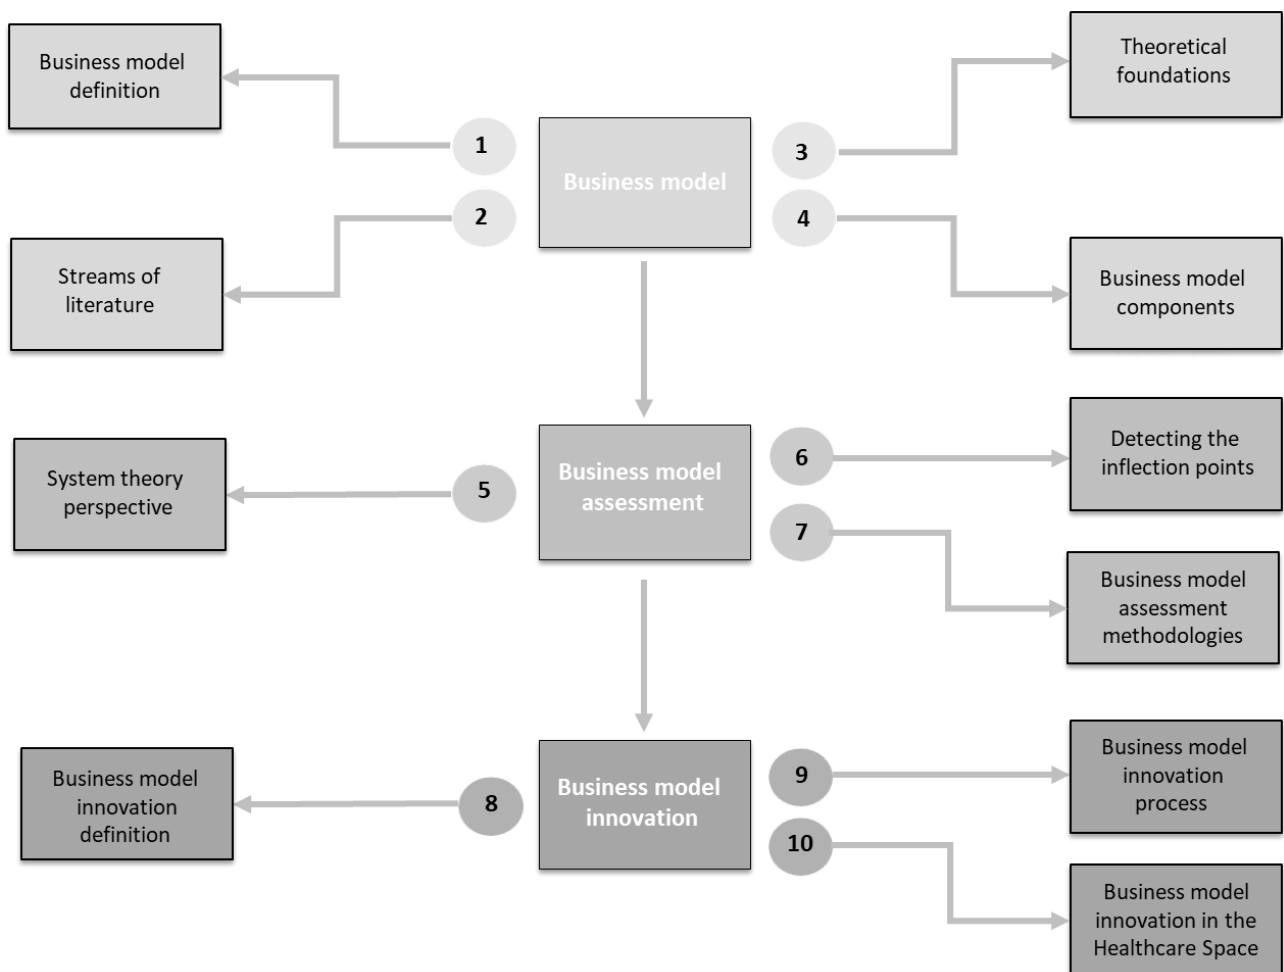 Business model
definition
1
2
Streams of
literature
Business model
3
4
Theoretical
foundations
Business model
components
System theory
perspective
5
Business model
assessment
6
7
Detecting the
inflection points
Business model
assessment
methodologies
Business model
innovation
definition
8
Business model
innovation
9
10
Business model
innovation
process
Business model
innovation in the
Healthcare Space